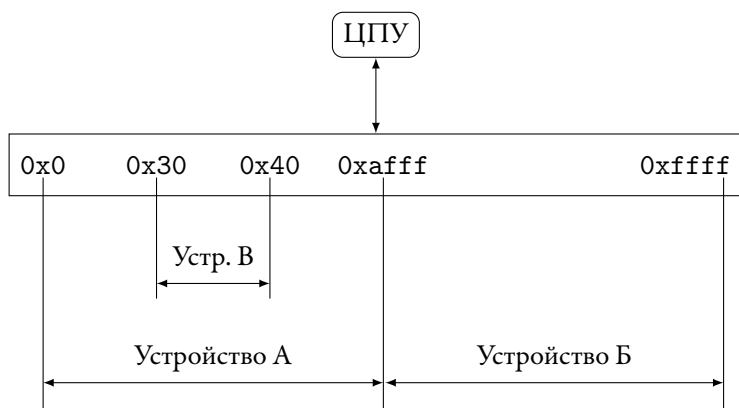 ЦПУ
0x0 0x30 0x40 0xafff 0xffff
Устр. В
Устройство А Устройство Б